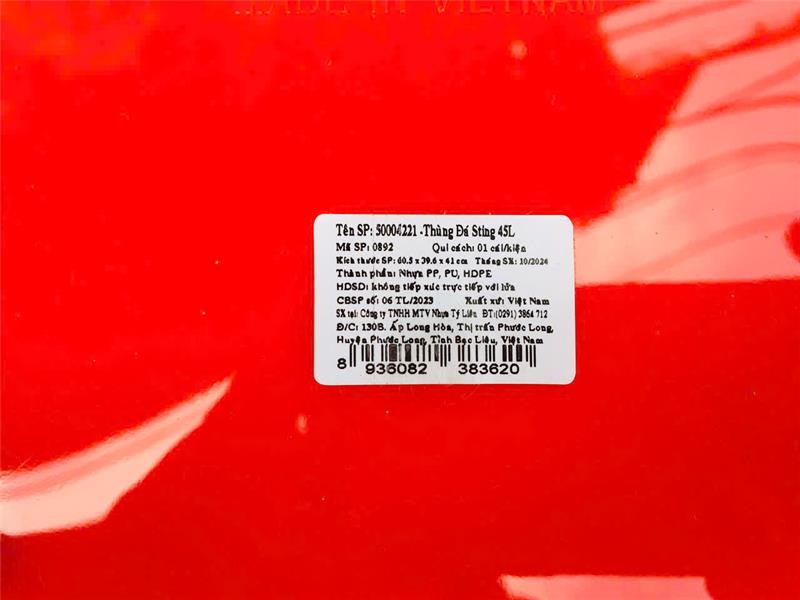 MADE IN VIETNAM
Tên SP: 50004221 -Thùng Đá Sting 45L
Mã SP: 0892 Qui cách: 01 cái/kiện
Kích thước SP: 60.5 x 39.6 x 41 cm Tháng SX: 10/2024
Thành phần: Nhựa PP, PU, HDPE
HDSD: không tiếp xúc trực tiếp với lửa
CBSP số: 06 TL/2023 Xuất xứ: Việt Nam
SX tại: Công ty TNHH MTV Nhựa Tý Liên ĐT:(0291) 3864 712
Đ/C: 130B. Ấp Long Hòa, Thị trấn Phước Long,
Huyện Phước Long, Tỉnh Bạc Liêu, Việt Nam
8 936082 383620